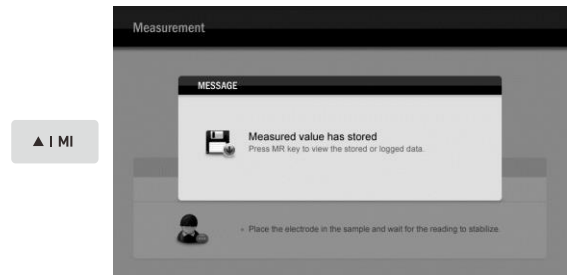 ▲ I MI
Measurement
MESSAGE
Measured value has stored
Press MR key to view the stored or logged data.
• Place the electrode in the sample and wait for the reading to stabilize.